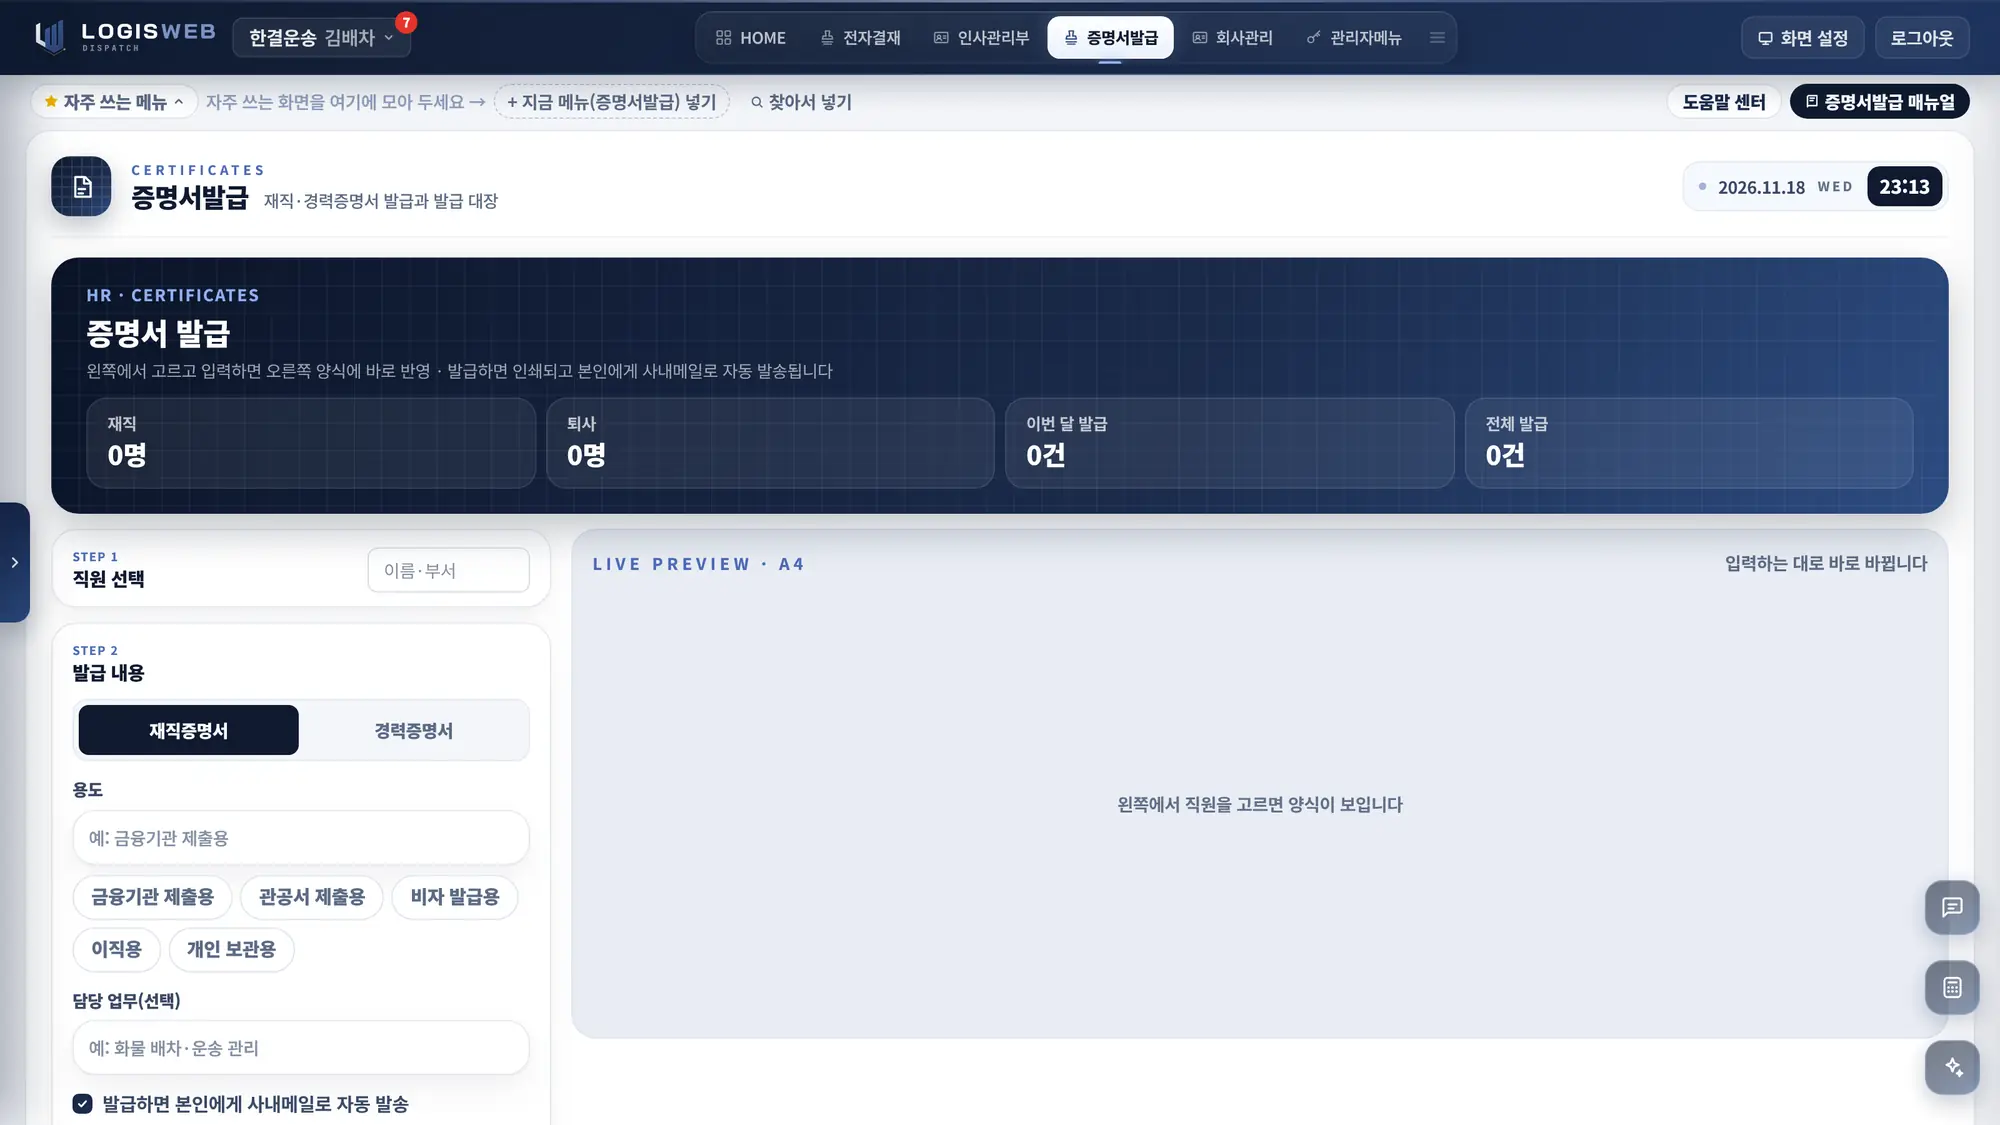 LOGISWEB
DISPATCH
한결운송 김배차
7
HOME
전자결재
인사관리부
증명서발급
회사관리
관리자메뉴
화면 설정
로그아웃
자주 쓰는 메뉴
자주 쓰는 화면을 여기에 모아 두세요 →
+ 지금 메뉴(증명서발급) 넣기
찾아서 넣기
도움말 센터
증명서발급 매뉴얼
CERTIFICATES
증명서발급 재직·경력증명서 발급과 발급 대장
2026.11.18 WED 23:13
HR · CERTIFICATES
증명서 발급
왼쪽에서 고르고 입력하면 오른쪽 양식에 바로 반영 · 발급하면 인쇄되고 본인에게 사내메일로 자동 발송됩니다
재직
0명
퇴사
0명
이번 달 발급
0건
전체 발급
0건
STEP 1
직원 선택
이름·부서
STEP 2
발급 내용
재직증명서
경력증명서
용도
예: 금융기관 제출용
금융기관 제출용
관공서 제출용
비자 발급용
이직용
개인 보관용
담당 업무(선택)
예: 화물 배차·운송 관리
발급하면 본인에게 사내메일로 자동 발송
LIVE PREVIEW · A4
입력하는 대로 바로 바뀝니다
왼쪽에서 직원을 고르면 양식이 보입니다